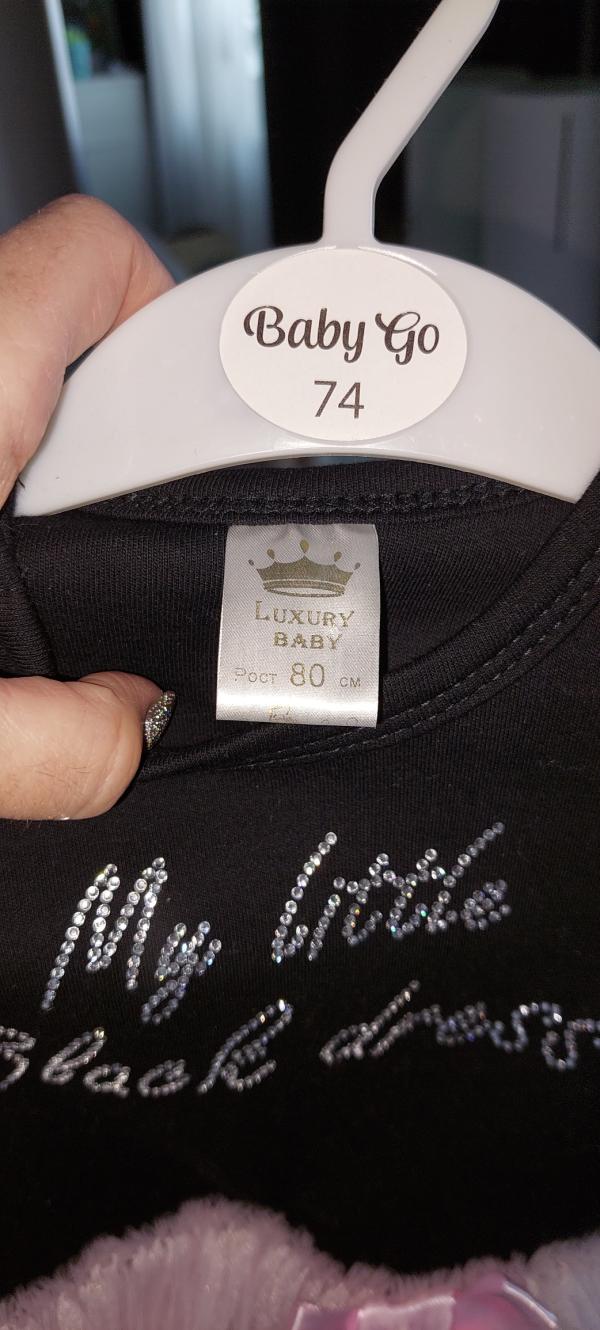 Baby Go
74
LUXURY
BABY
Рост 80 см
My little
Black dress